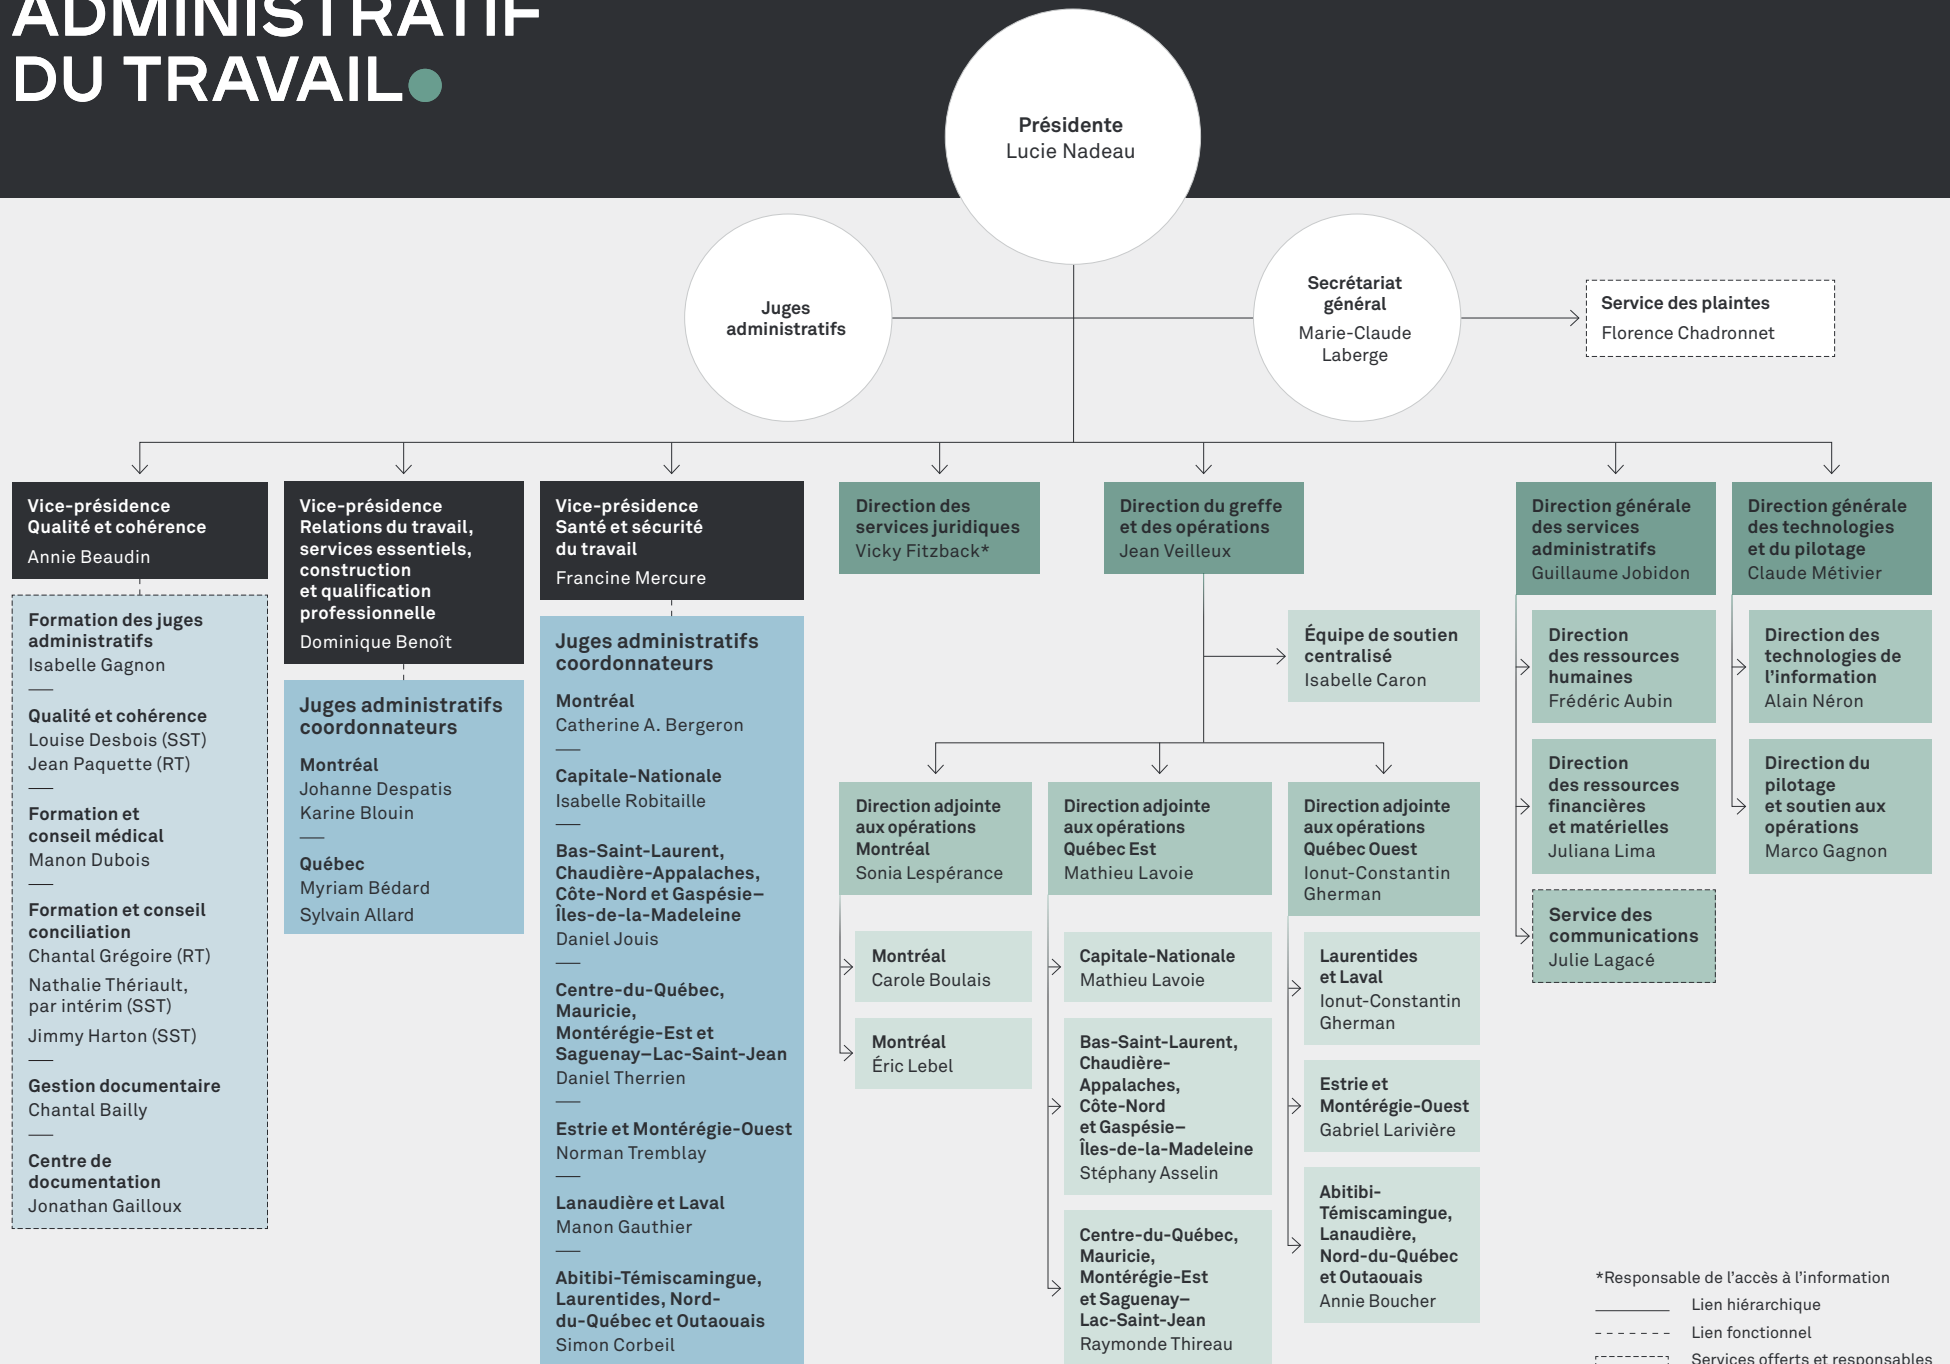 ADMINISTRATIF
DU TRAVAIL
Présidente
Lucie Nadeau
Juges
administratifs
Secrétariat
général
Marie-Claude
Laberge
Service des plaintes
Florence Chadronnet
Vice-présidence
Qualité et cohérence
Annie Beaudin
Formation des juges
administratifs
Isabelle Gagnon
Qualité et cohérence
Louise Desbois (SST)
Jean Paquette (RT)
Formation et
conseil médical
Manon Dubois
Formation et conseil
conciliation
Chantal Grégoire (RT)
Nathalie Thériault,
par intérim (SST)
Jimmy Harton (SST)
Gestion documentaire
Chantal Bailly
Centre de
documentation
Jonathan Gailloux
Vice-présidence
Relations du travail,
services essentiels,
construction
et qualification
professionnelle
Dominique Benoît
Juges administratifs
coordonnateurs
Montréal
Johanne Despatis
Karine Blouin
Québec
Myriam Bédard
Sylvain Allard
Vice-présidence
Santé et sécurité
du travail
Francine Mercure
Juges administratifs
coordonnateurs
Montréal
Catherine A. Bergeron
Capitale-Nationale
Isabelle Robitaille
Bas-Saint-Laurent,
Chaudière-Appalaches,
Côte-Nord et Gaspésie–
Îles-de-la-Madeleine
Daniel Jouis
Centre-du-Québec,
Mauricie,
Montérégie-Est et
Saguenay–Lac-Saint-Jean
Daniel Therrien
Estrie et Montérégie-Ouest
Norman Tremblay
Lanaudière et Laval
Manon Gauthier
Abitibi-Témiscamingue,
Laurentides, Nord-
du-Québec et Outaouais
Simon Corbeil
Direction des
services juridiques
Vicky Fitzback*
Direction du greffe
et des opérations
Jean Veilleux
Équipe de soutien
centralisé
Isabelle Caron
Direction adjointe
aux opérations
Montréal
Sonia Lespérance
Montréal
Carole Boulais
Montréal
Éric Lebel
Direction adjointe
aux opérations
Québec Est
Mathieu Lavoie
Capitale-Nationale
Mathieu Lavoie
Bas-Saint-Laurent,
Chaudière-
Appalaches,
Côte-Nord
et Gaspésie–
Îles-de-la-Madeleine
Stéphany Asselin
Centre-du-Québec,
Mauricie,
Montérégie-Est
et Saguenay–
Lac-Saint-Jean
Raymonde Thireau
Direction adjointe
aux opérations
Québec Ouest
Ionut-Constantin
Gherman
Laurentides
et Laval
Ionut-Constantin
Gherman
Estrie et
Montérégie-Ouest
Gabriel Larivière
Abitibi-
Témiscamingue,
Lanaudière,
Nord-du-Québec
et Outaouais
Annie Boucher
Direction générale
des services
administratifs
Guillaume Jobidon
Direction
des ressources
humaines
Frédéric Aubin
Direction
des ressources
financières
et matérielles
Juliana Lima
Service des
communications
Julie Lagacé
Direction générale
des technologies
et du pilotage
Claude Métivier
Direction des
technologies de
l'information
Alain Néron
Direction du
pilotage
et soutien aux
opérations
Marco Gagnon
*Responsable de l'accès à l'information
Lien hiérarchique
Lien fonctionnel
Services offerts et responsables